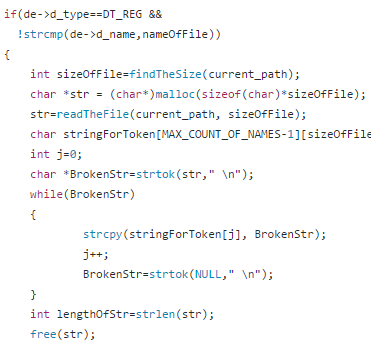 if(de->d_type==DT_REG &&
!strcmp(de->d_name,nameOfFile))
{
int sizeOfFile=findTheSize(current_path);
char *str = (char*)malloc(sizeof(char)*sizeOfFile);
str=readTheFile(current_path, sizeOfFile);
char stringForToken[MAX_COUNT_OF_NAMES-1][sizeOfFile
int j=0;
char *BrokenStr=strtok(str," \n");
while(BrokenStr)
{
strcpy(stringForToken[j], BrokenStr);
j++;
BrokenStr=strtok(NULL," \n");
}
int lengthOfStr=strlen(str);
free(str);